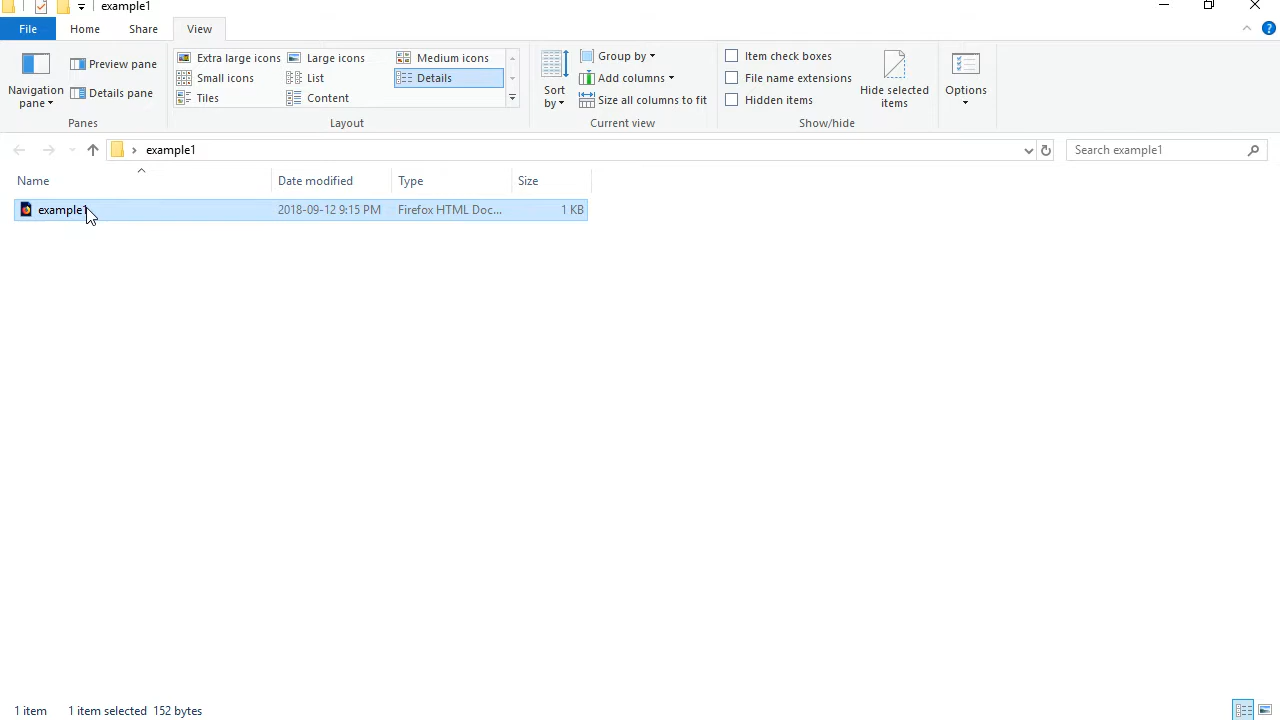 example1
File Home Share View
Navigation pane
Preview pane
Details pane
Panes
Extra large icons Large icons Medium icons
Small icons List Details
Tiles Content
Layout
Sort by
Group by
Add columns
Size all columns to fit
Current view
Item check boxes
File name extensions
Hidden items
Hide selected items
Show/hide
Options
example1
Search example1
Name Date modified Type Size
example1 2018-09-12 9:15 PM Firefox HTML Doc... 1 KB
1 item 1 item selected 152 bytes